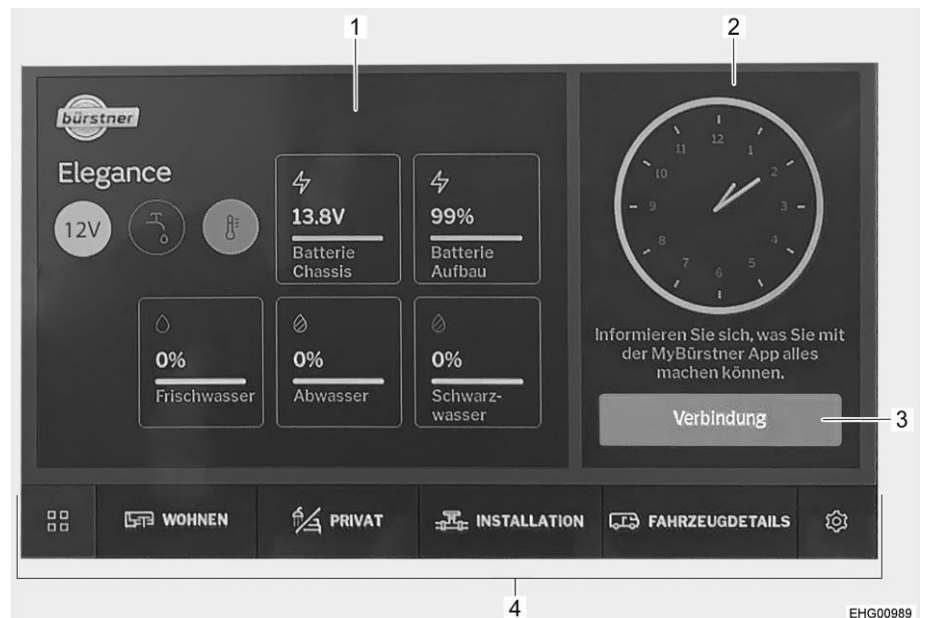 1
2
bürstner
Elegance
12V
13.8V
Batterie
Chassis
99%
Batterie
Aufbau
0%
Frischwasser
0%
Abwasser
0%
Schwarz-
wasser
12
1
2
3
4
5
6
7
8
9
10
11
Informieren Sie sich, was Sie mit
der MyBürstner App alles
machen können.
Verbindung
3
WOHNEN
PRIVAT
INSTALLATION
FAHRZEUGDETAILS
4
EHG00989